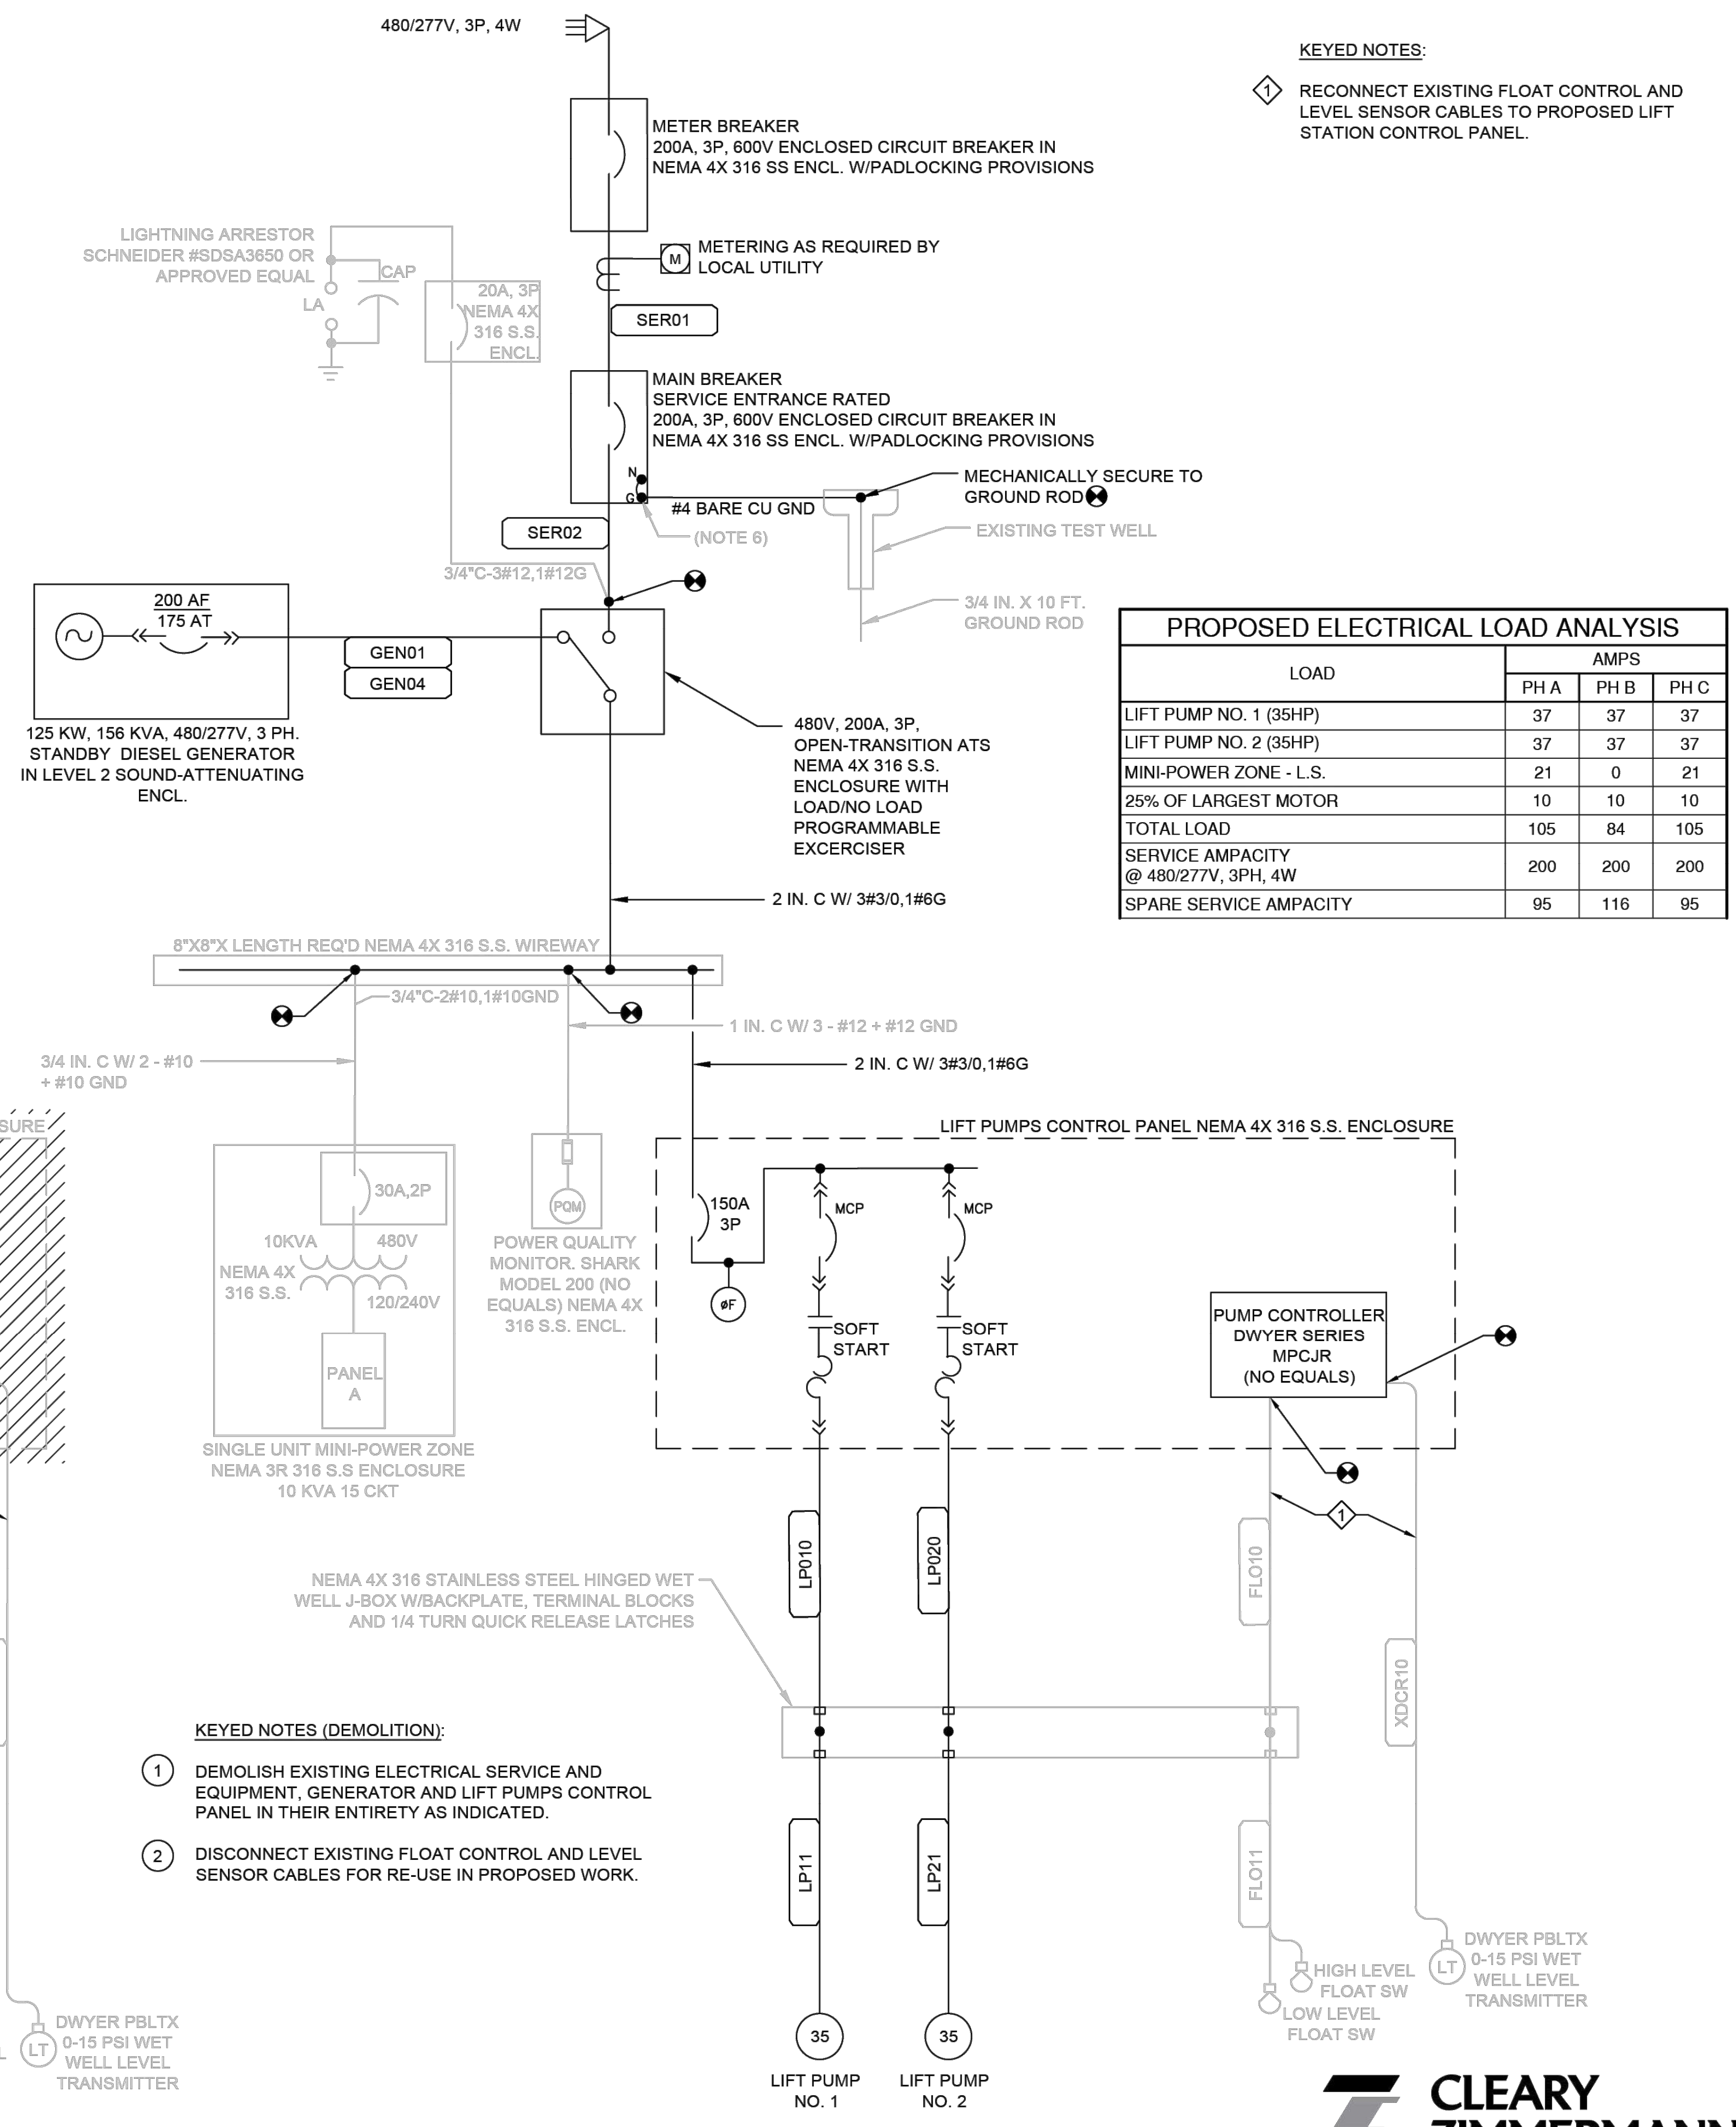 480/277V, 3P, 4W
KEYED NOTES:
1
RECONNECT EXISTING FLOAT CONTROL AND
LEVEL SENSOR CABLES TO PROPOSED LIFT
STATION CONTROL PANEL.
METER BREAKER
200A, 3P, 600V ENCLOSED CIRCUIT BREAKER IN
NEMA 4X 316 SS ENCL. W/PADLOCKING PROVISIONS
LIGHTNING ARRESTOR
SCHNEIDER #SDSA3650 OR
APPROVED EQUAL
CAP
LA
20A, 3P
NEMA 4X
316 S.S.
ENCL.
M
METERING AS REQUIRED BY
LOCAL UTILITY
SER01
MAIN BREAKER
SERVICE ENTRANCE RATED
200A, 3P, 600V ENCLOSED CIRCUIT BREAKER IN
NEMA 4X 316 SS ENCL. W/PADLOCKING PROVISIONS
N
G
#4 BARE CU GND
(NOTE 6)
MECHANICALLY SECURE TO
GROUND ROD
EXISTING TEST WELL
3/4 IN. X 10 FT.
GROUND ROD
SER02
3/4"C-3#12,1#12G
200 AF
175 AT
GEN01
GEN04
125 KW, 156 KVA, 480/277V, 3 PH.
STANDBY DIESEL GENERATOR
IN LEVEL 2 SOUND-ATTENUATING
ENCL.
480V, 200A, 3P,
OPEN-TRANSITION ATS
NEMA 4X 316 S.S.
ENCLOSURE WITH
LOAD/NO LOAD
PROGRAMMABLE
EXCERCISER
PROPOSED ELECTRICAL LOAD ANALYSIS
LOAD AMPS
PH A PH B PH C
LIFT PUMP NO. 1 (35HP) 37 37 37
LIFT PUMP NO. 2 (35HP) 37 37 37
MINI-POWER ZONE - L.S. 21 0 21
25% OF LARGEST MOTOR 10 10 10
TOTAL LOAD 105 84 105
SERVICE AMPACITY
@ 480/277V, 3PH, 4W 200 200 200
SPARE SERVICE AMPACITY 95 116 95
2 IN. C W/ 3#3/0,1#6G
8"X8"X LENGTH REQ'D NEMA 4X 316 S.S. WIREWAY
3/4"C-2#10,1#10GND
1 IN. C W/ 3 - #12 + #12 GND
3/4 IN. C W/ 2 - #10
+ #10 GND
2 IN. C W/ 3#3/0,1#6G
SURE
30A,2P
10KVA
480V
NEMA 4X
316 S.S.
120/240V
PANEL
A
SINGLE UNIT MINI-POWER ZONE
NEMA 3R 316 S.S ENCLOSURE
10 KVA 15 CKT
PQM
POWER QUALITY
MONITOR. SHARK
MODEL 200 (NO
EQUALS) NEMA 4X
316 S.S. ENCL.
LIFT PUMPS CONTROL PANEL NEMA 4X 316 S.S. ENCLOSURE
150A
3P
øF
MCP
MCP
SOFT
START
SOFT
START
PUMP CONTROLLER
DWYER SERIES
MPCJR
(NO EQUALS)
1
LP010
LP020
FLO10
XDCR10
NEMA 4X 316 STAINLESS STEEL HINGED WET
WELL J-BOX W/BACKPLATE, TERMINAL BLOCKS
AND 1/4 TURN QUICK RELEASE LATCHES
KEYED NOTES (DEMOLITION):
1
DEMOLISH EXISTING ELECTRICAL SERVICE AND
EQUIPMENT, GENERATOR AND LIFT PUMPS CONTROL
PANEL IN THEIR ENTIRETY AS INDICATED.
2
DISCONNECT EXISTING FLOAT CONTROL AND LEVEL
SENSOR CABLES FOR RE-USE IN PROPOSED WORK.
LP11
LP21
FLO11
HIGH LEVEL
FLOAT SW
LOW LEVEL
FLOAT SW
LT
DWYER PBLTX
0-15 PSI WET
WELL LEVEL
TRANSMITTER
LT
DWYER PBLTX
0-15 PSI WET
WELL LEVEL
TRANSMITTER
35
LIFT PUMP
NO. 1
35
LIFT PUMP
NO. 2
CLEARY